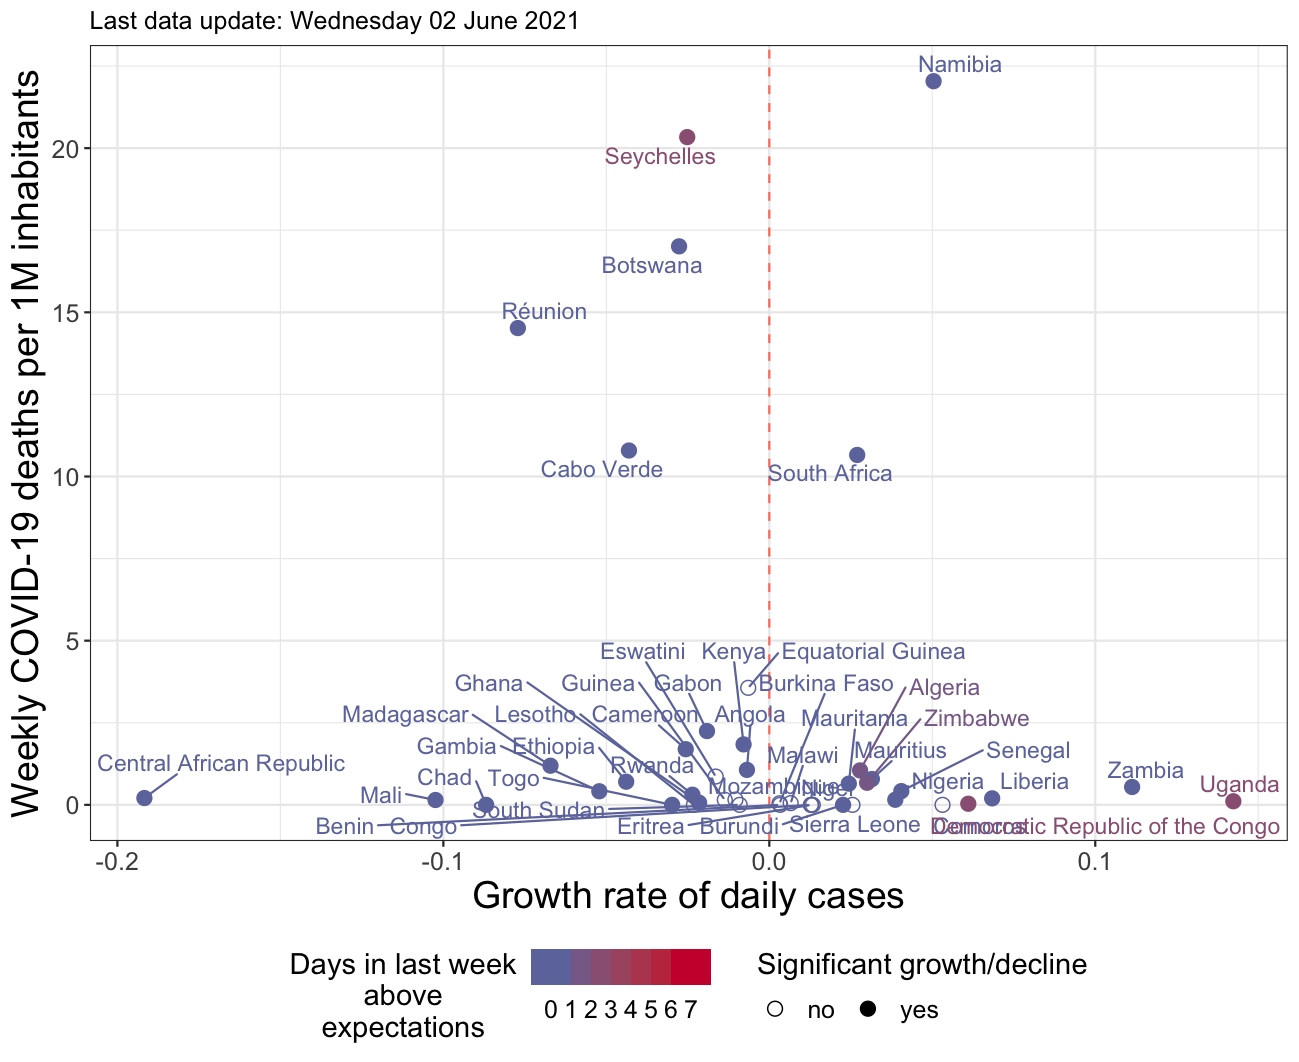 Last data update: Wednesday 02 June 2021
Weekly COVID-19 deaths per 1M inhabitants
Namibia
20
Seychelles
Botswana
15
Réunion
10
Cabo Verde
South Africa
5
Eswatini
Kenya
Equatorial Guinea
Ghana
Guinea
Gabon
Burkina Faso
Algeria
Madagascar
Lesotho
Cameroon
Angola
Mauritania
Zimbabwe
Gambia
Ethiopia
Malawi
Mauritius
Senegal
Central African Republic
Rwanda
Zambia
Chad
Togo
Mozambique
Niger
Nigeria
Liberia
Uganda
Mali
0
South Sudan
Benin
Congo
Eritrea
Burundi
Sierra Leone
Comoros
Democratic Republic of the Congo
-0.2
-0.1
0.0
0.1
Growth rate of daily cases
Days in last week
above
expectations
0 1 2 3 4 5 6 7
Significant growth/decline
no
yes